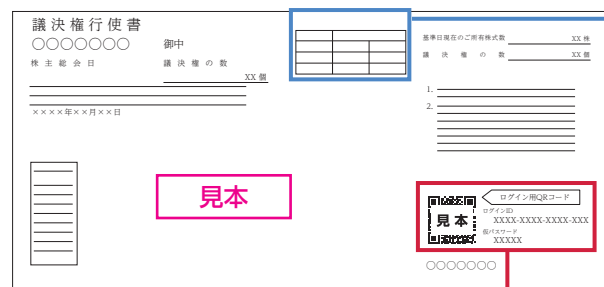 議決権行使書
○○○○○○○ 御中
株主総会日 議決権の数
XX 個
××××年××月××日
見本
基準日現在のご所有株式数 XX 株
議決権の数 XX 個
1.
2.
ログイン用QRコード
見本
ログインID
XXXX-XXXX-XXXX-XXX
仮パスワード
XXXXX
○○○○○○○